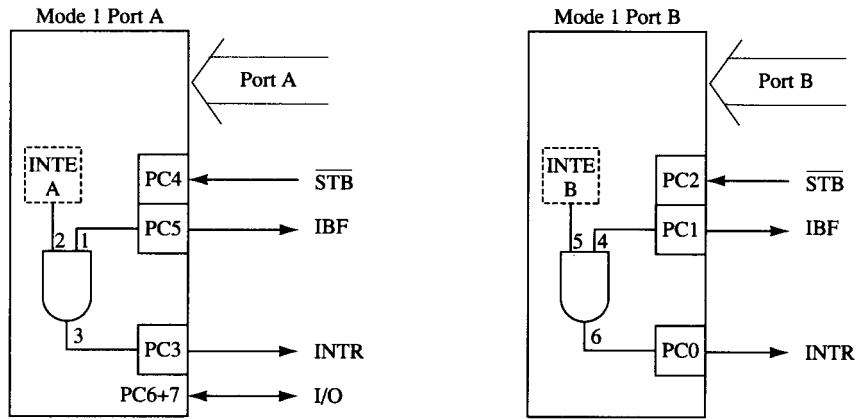 Mode 1 Port A
Port A
INTE
A
PC4
STB
PC5
IBF
2 1
3
PC3
INTR
PC6+7
I/O
Mode 1 Port B
Port B
INTE
B
PC2
STB
PC1
IBF
5 4
6
PC0
INTR